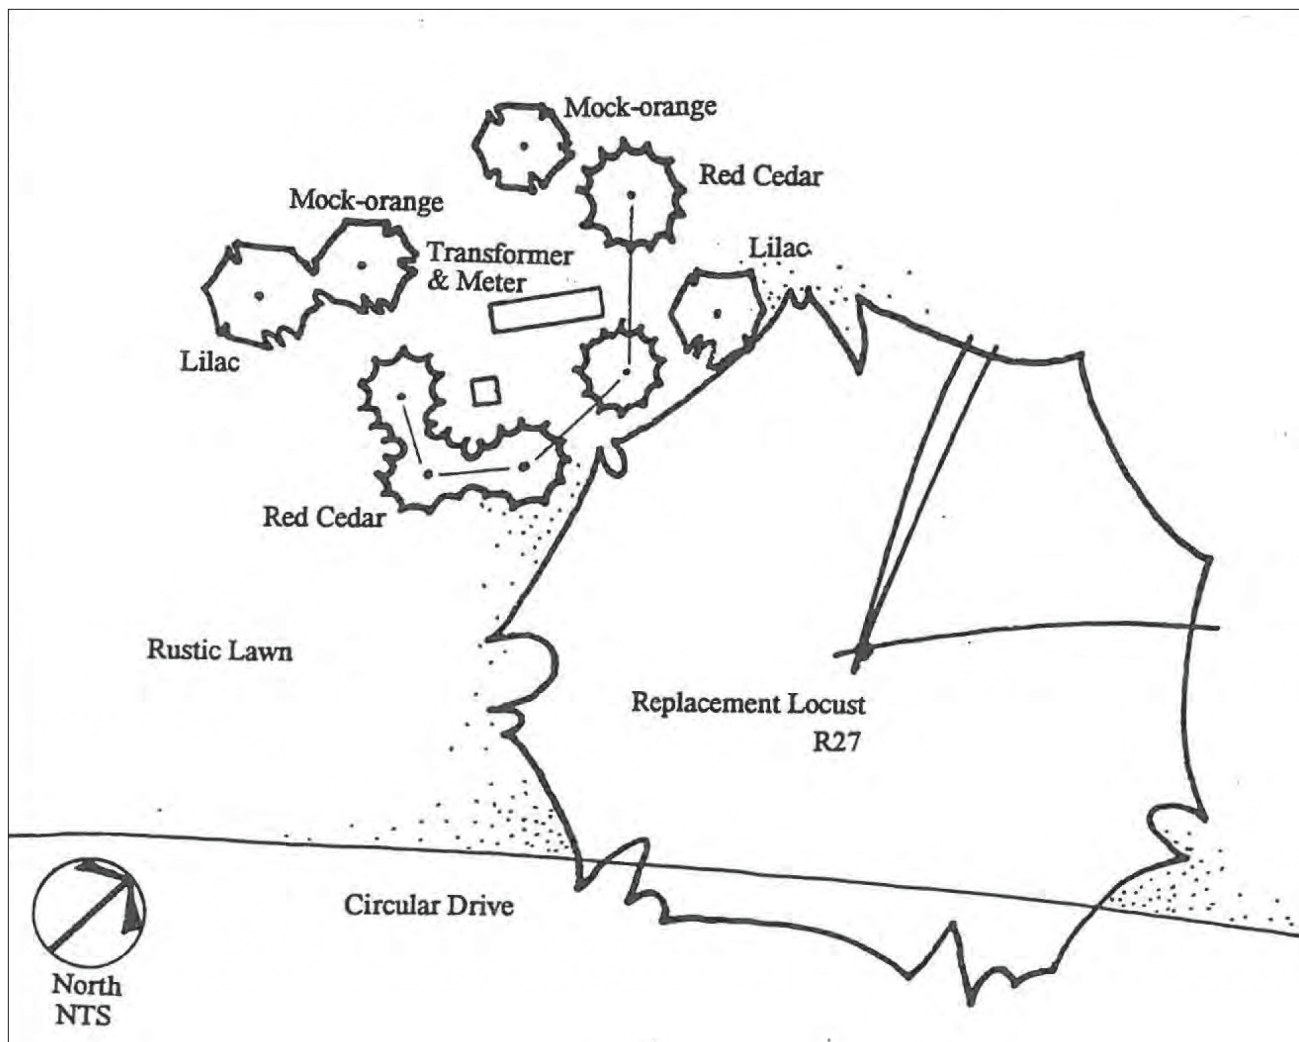 Mock-orange
Red Cedar
Mock-orange
Lilac
Transformer
& Meter
Lilac
Red Cedar
Rustic Lawn
Replacement Locust
R27
Circular Drive
North
NTS